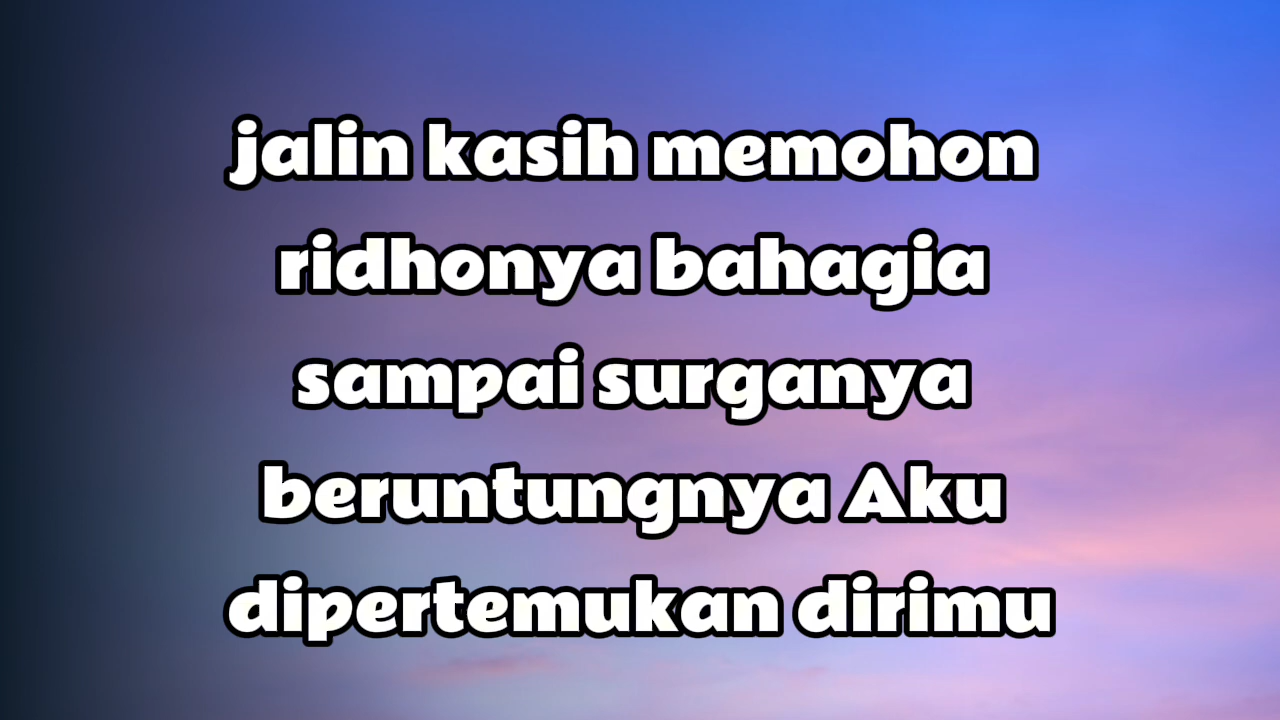 jalin kasih memohon
ridhonya bahagia
sampai surganya
beruntungnya Aku
dipertemukan dirimu